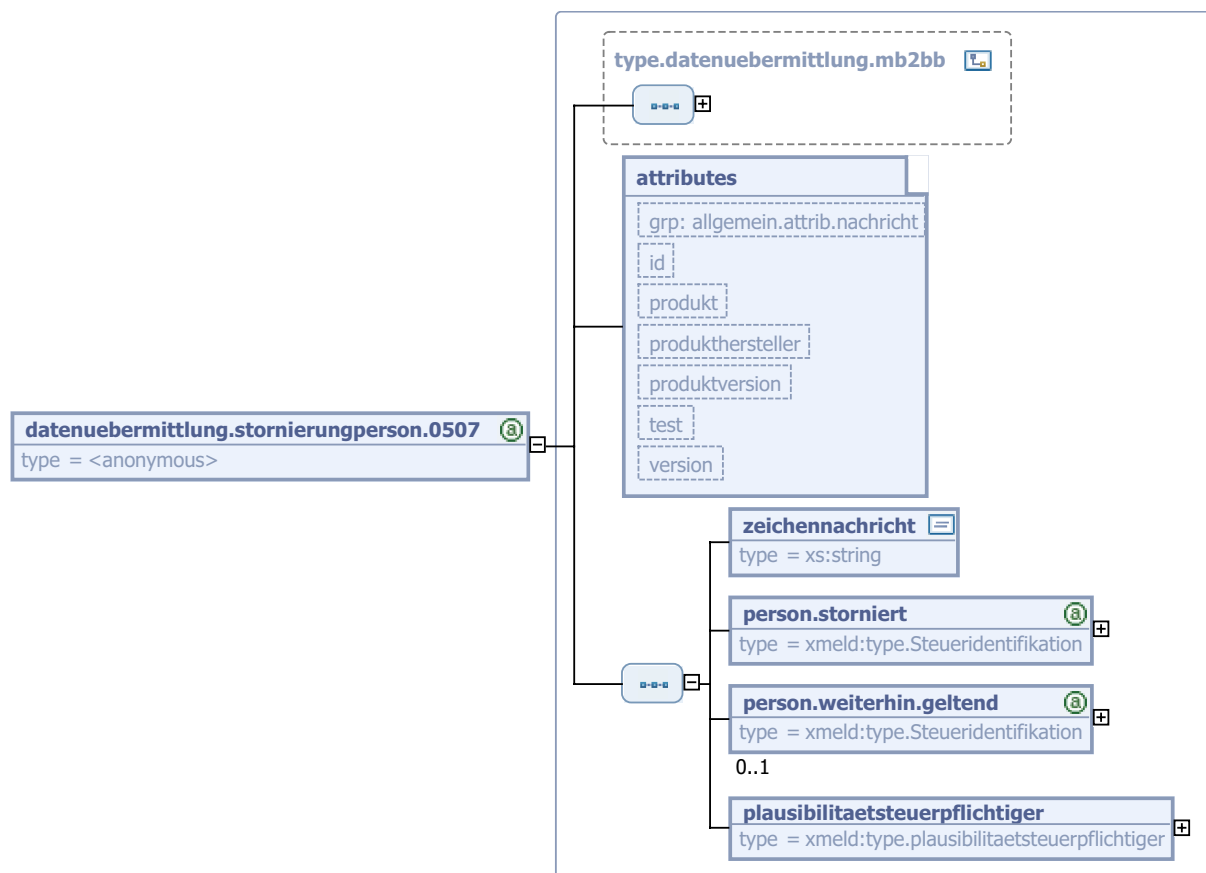 type.datenuebermittlung.mb2bb
attributes
grp: allgemein.attrib.nachricht
id
produkt
produkthersteller
produktversion
test
version
datenuebermittlung.stornierungperson.0507
type = <anonymous>
zeichennachricht
type = xs:string
person.storniert
type = xmeld:type.Steueridentifikation
person.weiterhin.geltend
type = xmeld:type.Steueridentifikation
0..1
plausibilitaetsteuerpflichtiger
type = xmeld:type.plausibilitaetsteuerpflichtiger